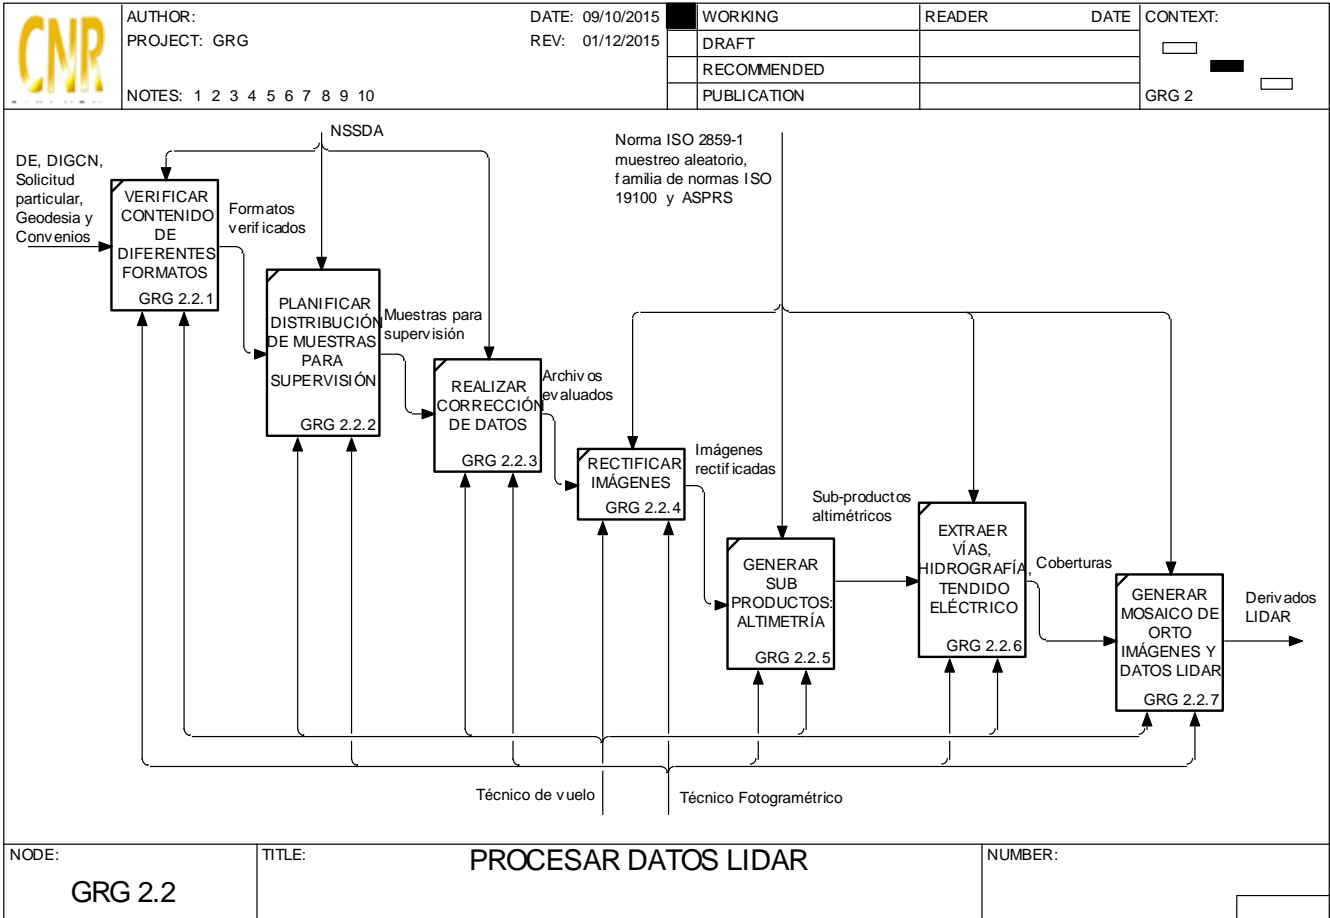 CNR
AUTHOR:
DATE: 09/10/2015
PROJECT: GRG
REV: 01/12/2015
NOTES: 1 2 3 4 5 6 7 8 9 10
WORKING
DRAFT
RECOMMENDED
PUBLICATION
READER DATE
CONTEXT:
GRG 2
NSSDA
Norma ISO 2859-1
muestreo aleatorio,
familia de normas ISO
19100 y ASPRS
DE, DIGCN,
Solicitud
particular,
Geodesia y
Convenios
VERIFICAR
CONTENIDO
DE
DIFERENTES
FORMATOS
GRG 2.2.1
Formatos
verificados
PLANIFICAR
DISTRIBUCIÓN
DE MUESTRAS
PARA
SUPERVISIÓN
GRG 2.2.2
Muestras para
supervisión
REALIZAR
CORRECCIÓN
DE DATOS
GRG 2.2.3
Archivos
evaluados
RECTIFICAR
IMÁGENES
GRG 2.2.4
Imágenes
rectificadas
GENERAR
SUB
PRODUCTOS:
ALTIMETRÍA
GRG 2.2.5
Sub-productos
altimétricos
EXTRAER
VÍAS,
HIDROGRAFÍA,
TENDIDO
ELÉCTRICO
GRG 2.2.6
Coberturas
GENERAR
MOSAICO DE
ORTO
IMÁGENES Y
DATOS LIDAR
GRG 2.2.7
Derivados
LIDAR
Técnico de vuelo
Técnico Fotogramétrico
NODE:
GRG 2.2
TITLE:
PROCESAR DATOS LIDAR
NUMBER: